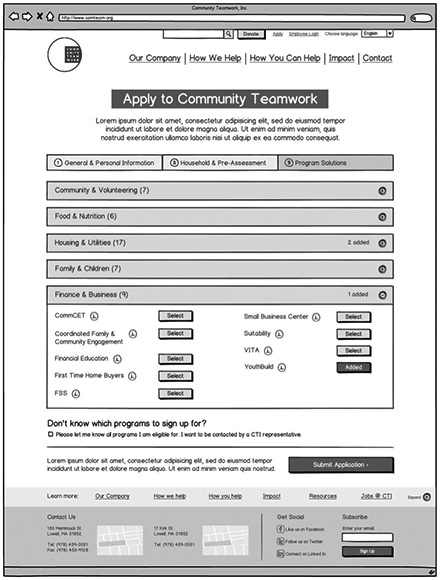 Community Teamwork, Inc.
http://www.comteam.org
Donate Apply Employee Login Choose language: English
Our Company How We Help How You Can Help Impact Contact
Apply to Community Teamwork
Lorem ipsum dolor sit amet, consectetur adipisicing elit, sed do eiusmod tempor
incididunt ut labore et dolore magna aliqua. Ut enim ad minim veniam, quis
nostrud exercitation ullamco laboris nisi ut aliquip ex ea commodo consequat.
1 General & Personal Information 2 Household & Pre-Assessment 3 Program Solutions
Community & Volunteering (7)
Food & Nutrition (6)
Housing & Utilities (17) 2 added
Family & Children (7)
Finance & Business (9) 1 added
CommCET Select Small Business Center Select
Coordinated Family & Select Suitability Select
Community Engagement
VITA Select
Financial Education Select
YouthBuild Added
First Time Home Buyers Select
FSS Select
Don't know which programs to sign up for?
Please let me know all programs I am eligible for. I want to be contacted by a CTI representative.
Lorem ipsum dolor sit amet, consectetur adipisicing elit, sed do eiusmod
tempor incididunt ut labore et dolore magna aliqua. Ut enim quis nostrud.
Submit Application ›
Learn more: Our Company How we help How you help Impact Resources Jobs @ CTI Expand
Contact Us Get Social Subscribe
155 Merrimack St 17 Kirk St
Lowell, MA 01852 Lowell, MA 01852
Like us on Facebook Enter your email
Follow us on Twitter
Tel: (978) 459-0551 Tel: (978) 459-0551
Connect on Linked In Sign Up